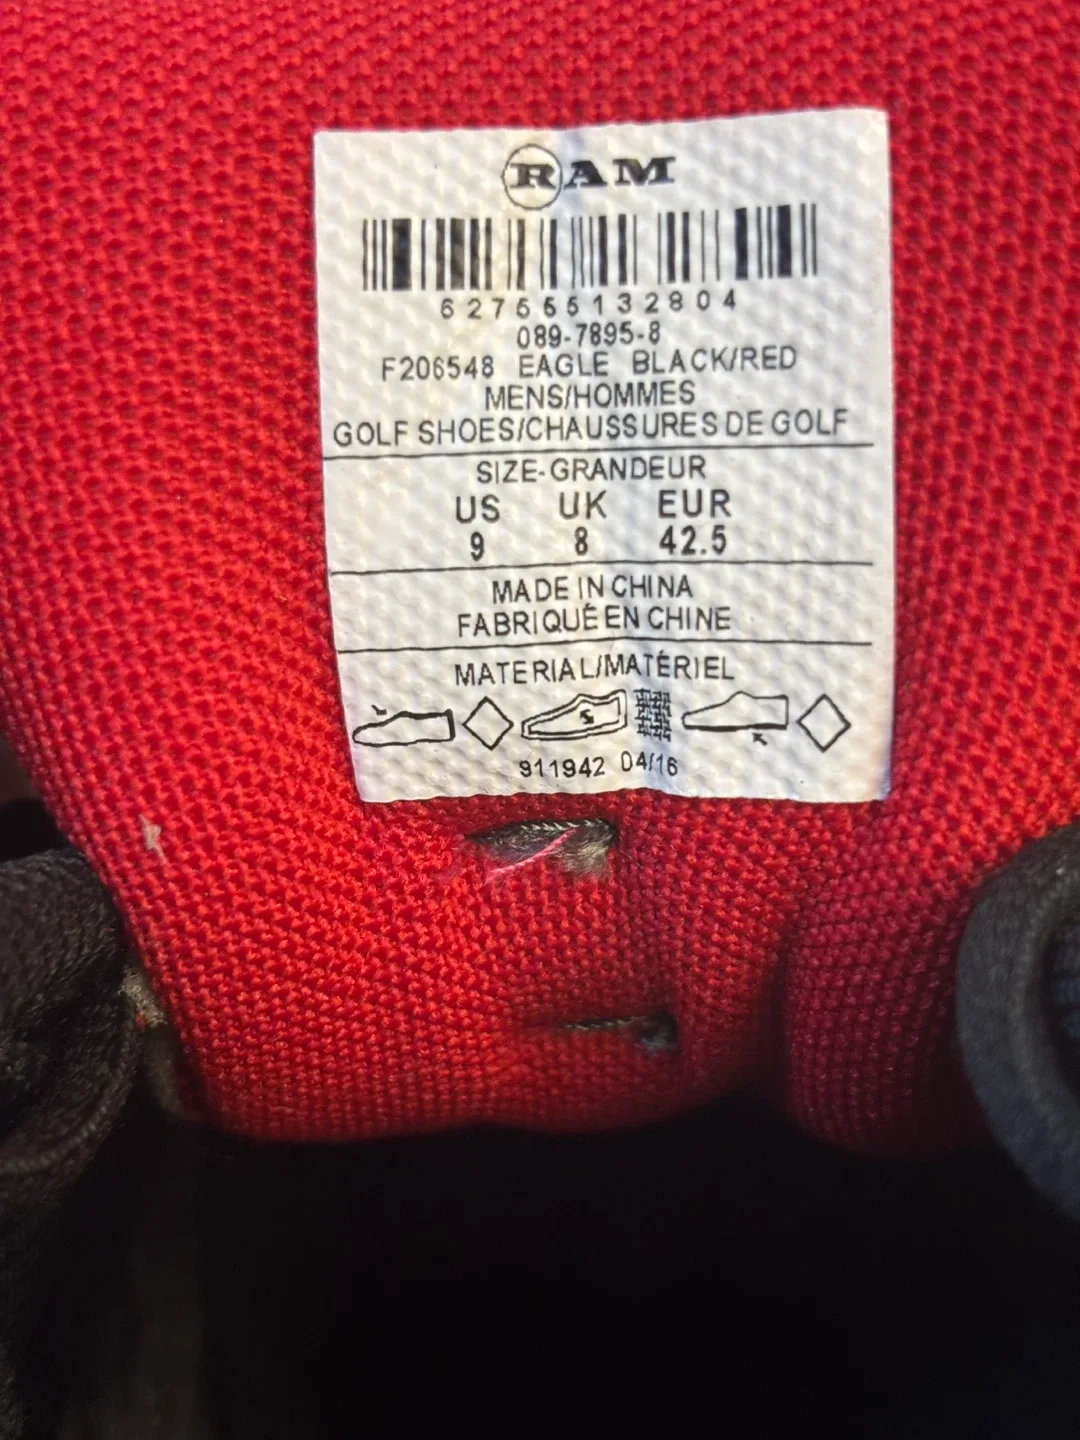 RAM
627555132804
089-7895-8
F206548 EAGLE BLACK/RED
MENS/HOMMES
GOLF SHOES/CHAUSSURES DE GOLF
SIZE-GRANDEUR
US UK EUR
9 8 42.5
MADE IN CHINA
FABRIQUÉ EN CHINE
MATERIAL/MATÉRIEL
911942 04/16